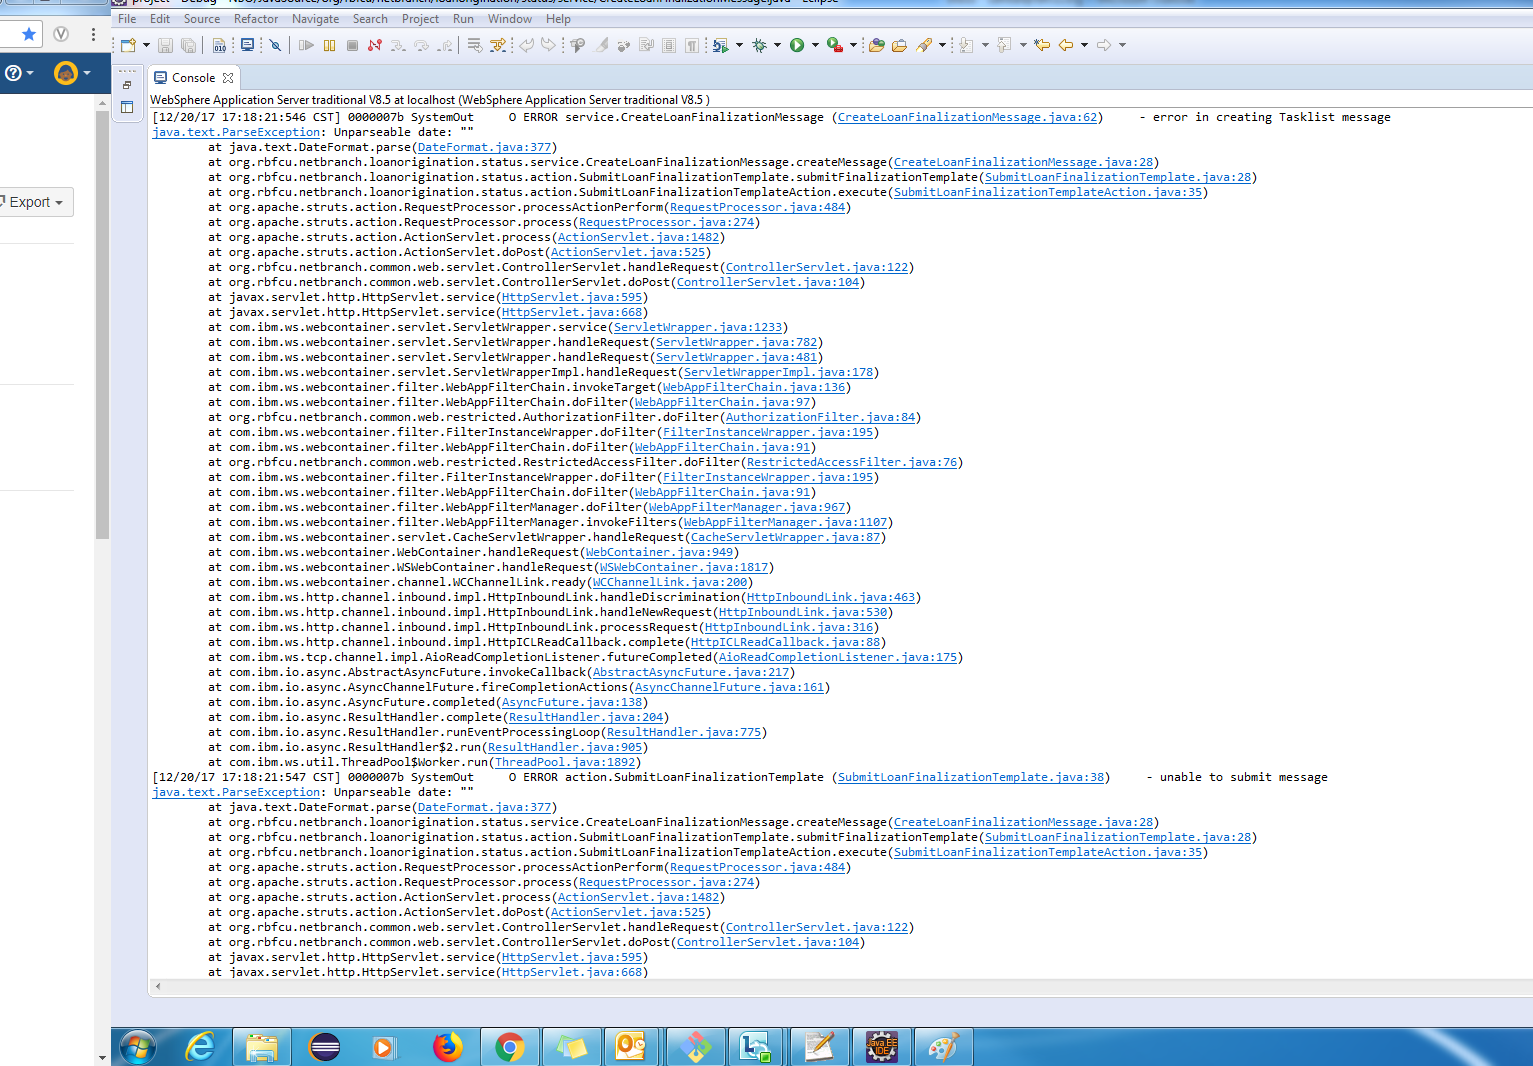 project - Debug - NBO/JavaSource/org/rbfcu/netbranch/loanorigination/status/service/CreateLoanFinalizationMessage.java - Eclipse
File Edit Source Refactor Navigate Search Project Run Window Help
Export
Console
WebSphere Application Server traditional V8.5 at localhost (WebSphere Application Server traditional V8.5 )
[12/20/17 17:18:21:546 CST] 0000007b SystemOut     O ERROR service.CreateLoanFinalizationMessage (CreateLoanFinalizationMessage.java:62)     - error in creating Tasklist message
java.text.ParseException: Unparseable date: ""
at java.text.DateFormat.parse(DateFormat.java:377)
at org.rbfcu.netbranch.loanorigination.status.service.CreateLoanFinalizationMessage.createMessage(CreateLoanFinalizationMessage.java:28)
at org.rbfcu.netbranch.loanorigination.status.action.SubmitLoanFinalizationTemplate.submitFinalizationTemplate(SubmitLoanFinalizationTemplate.java:28)
at org.rbfcu.netbranch.loanorigination.status.action.SubmitLoanFinalizationTemplateAction.execute(SubmitLoanFinalizationTemplateAction.java:35)
at org.apache.struts.action.RequestProcessor.processActionPerform(RequestProcessor.java:484)
at org.apache.struts.action.RequestProcessor.process(RequestProcessor.java:274)
at org.apache.struts.action.ActionServlet.process(ActionServlet.java:1482)
at org.apache.struts.action.ActionServlet.doPost(ActionServlet.java:525)
at org.rbfcu.netbranch.common.web.servlet.ControllerServlet.handleRequest(ControllerServlet.java:122)
at org.rbfcu.netbranch.common.web.servlet.ControllerServlet.doPost(ControllerServlet.java:104)
at javax.servlet.http.HttpServlet.service(HttpServlet.java:595)
at javax.servlet.http.HttpServlet.service(HttpServlet.java:668)
at com.ibm.ws.webcontainer.servlet.ServletWrapper.service(ServletWrapper.java:1233)
at com.ibm.ws.webcontainer.servlet.ServletWrapper.handleRequest(ServletWrapper.java:782)
at com.ibm.ws.webcontainer.servlet.ServletWrapper.handleRequest(ServletWrapper.java:481)
at com.ibm.ws.webcontainer.servlet.ServletWrapperImpl.handleRequest(ServletWrapperImpl.java:178)
at com.ibm.ws.webcontainer.filter.WebAppFilterChain.invokeTarget(WebAppFilterChain.java:136)
at com.ibm.ws.webcontainer.filter.WebAppFilterChain.doFilter(WebAppFilterChain.java:97)
at org.rbfcu.netbranch.common.web.restricted.AuthorizationFilter.doFilter(AuthorizationFilter.java:84)
at com.ibm.ws.webcontainer.filter.FilterInstanceWrapper.doFilter(FilterInstanceWrapper.java:195)
at com.ibm.ws.webcontainer.filter.WebAppFilterChain.doFilter(WebAppFilterChain.java:91)
at org.rbfcu.netbranch.common.web.restricted.RestrictedAccessFilter.doFilter(RestrictedAccessFilter.java:76)
at com.ibm.ws.webcontainer.filter.FilterInstanceWrapper.doFilter(FilterInstanceWrapper.java:195)
at com.ibm.ws.webcontainer.filter.WebAppFilterChain.doFilter(WebAppFilterChain.java:91)
at com.ibm.ws.webcontainer.filter.WebAppFilterManager.doFilter(WebAppFilterManager.java:967)
at com.ibm.ws.webcontainer.filter.WebAppFilterManager.invokeFilters(WebAppFilterManager.java:1107)
at com.ibm.ws.webcontainer.servlet.CacheServletWrapper.handleRequest(CacheServletWrapper.java:87)
at com.ibm.ws.webcontainer.WebContainer.handleRequest(WebContainer.java:949)
at com.ibm.ws.webcontainer.WSWebContainer.handleRequest(WSWebContainer.java:1817)
at com.ibm.ws.webcontainer.channel.WCChannelLink.ready(WCChannelLink.java:200)
at com.ibm.ws.http.channel.inbound.impl.HttpInboundLink.handleDiscrimination(HttpInboundLink.java:463)
at com.ibm.ws.http.channel.inbound.impl.HttpInboundLink.handleNewRequest(HttpInboundLink.java:530)
at com.ibm.ws.http.channel.inbound.impl.HttpInboundLink.processRequest(HttpInboundLink.java:316)
at com.ibm.ws.http.channel.inbound.impl.HttpICLReadCallback.complete(HttpICLReadCallback.java:88)
at com.ibm.ws.tcp.channel.impl.AioReadCompletionListener.futureCompleted(AioReadCompletionListener.java:175)
at com.ibm.io.async.AbstractAsyncFuture.invokeCallback(AbstractAsyncFuture.java:217)
at com.ibm.io.async.AsyncChannelFuture.fireCompletionActions(AsyncChannelFuture.java:161)
at com.ibm.io.async.AsyncFuture.completed(AsyncFuture.java:138)
at com.ibm.io.async.ResultHandler.complete(ResultHandler.java:204)
at com.ibm.io.async.ResultHandler.runEventProcessingLoop(ResultHandler.java:775)
at com.ibm.io.async.ResultHandler$2.run(ResultHandler.java:905)
at com.ibm.ws.util.ThreadPool$Worker.run(ThreadPool.java:1892)
[12/20/17 17:18:21:547 CST] 0000007b SystemOut     O ERROR action.SubmitLoanFinalizationTemplate (SubmitLoanFinalizationTemplate.java:38)     - unable to submit message
java.text.ParseException: Unparseable date: ""
at java.text.DateFormat.parse(DateFormat.java:377)
at org.rbfcu.netbranch.loanorigination.status.service.CreateLoanFinalizationMessage.createMessage(CreateLoanFinalizationMessage.java:28)
at org.rbfcu.netbranch.loanorigination.status.action.SubmitLoanFinalizationTemplate.submitFinalizationTemplate(SubmitLoanFinalizationTemplate.java:28)
at org.rbfcu.netbranch.loanorigination.status.action.SubmitLoanFinalizationTemplateAction.execute(SubmitLoanFinalizationTemplateAction.java:35)
at org.apache.struts.action.RequestProcessor.processActionPerform(RequestProcessor.java:484)
at org.apache.struts.action.RequestProcessor.process(RequestProcessor.java:274)
at org.apache.struts.action.ActionServlet.process(ActionServlet.java:1482)
at org.apache.struts.action.ActionServlet.doPost(ActionServlet.java:525)
at org.rbfcu.netbranch.common.web.servlet.ControllerServlet.handleRequest(ControllerServlet.java:122)
at org.rbfcu.netbranch.common.web.servlet.ControllerServlet.doPost(ControllerServlet.java:104)
at javax.servlet.http.HttpServlet.service(HttpServlet.java:595)
at javax.servlet.http.HttpServlet.service(HttpServlet.java:668)
Java EE
IDE